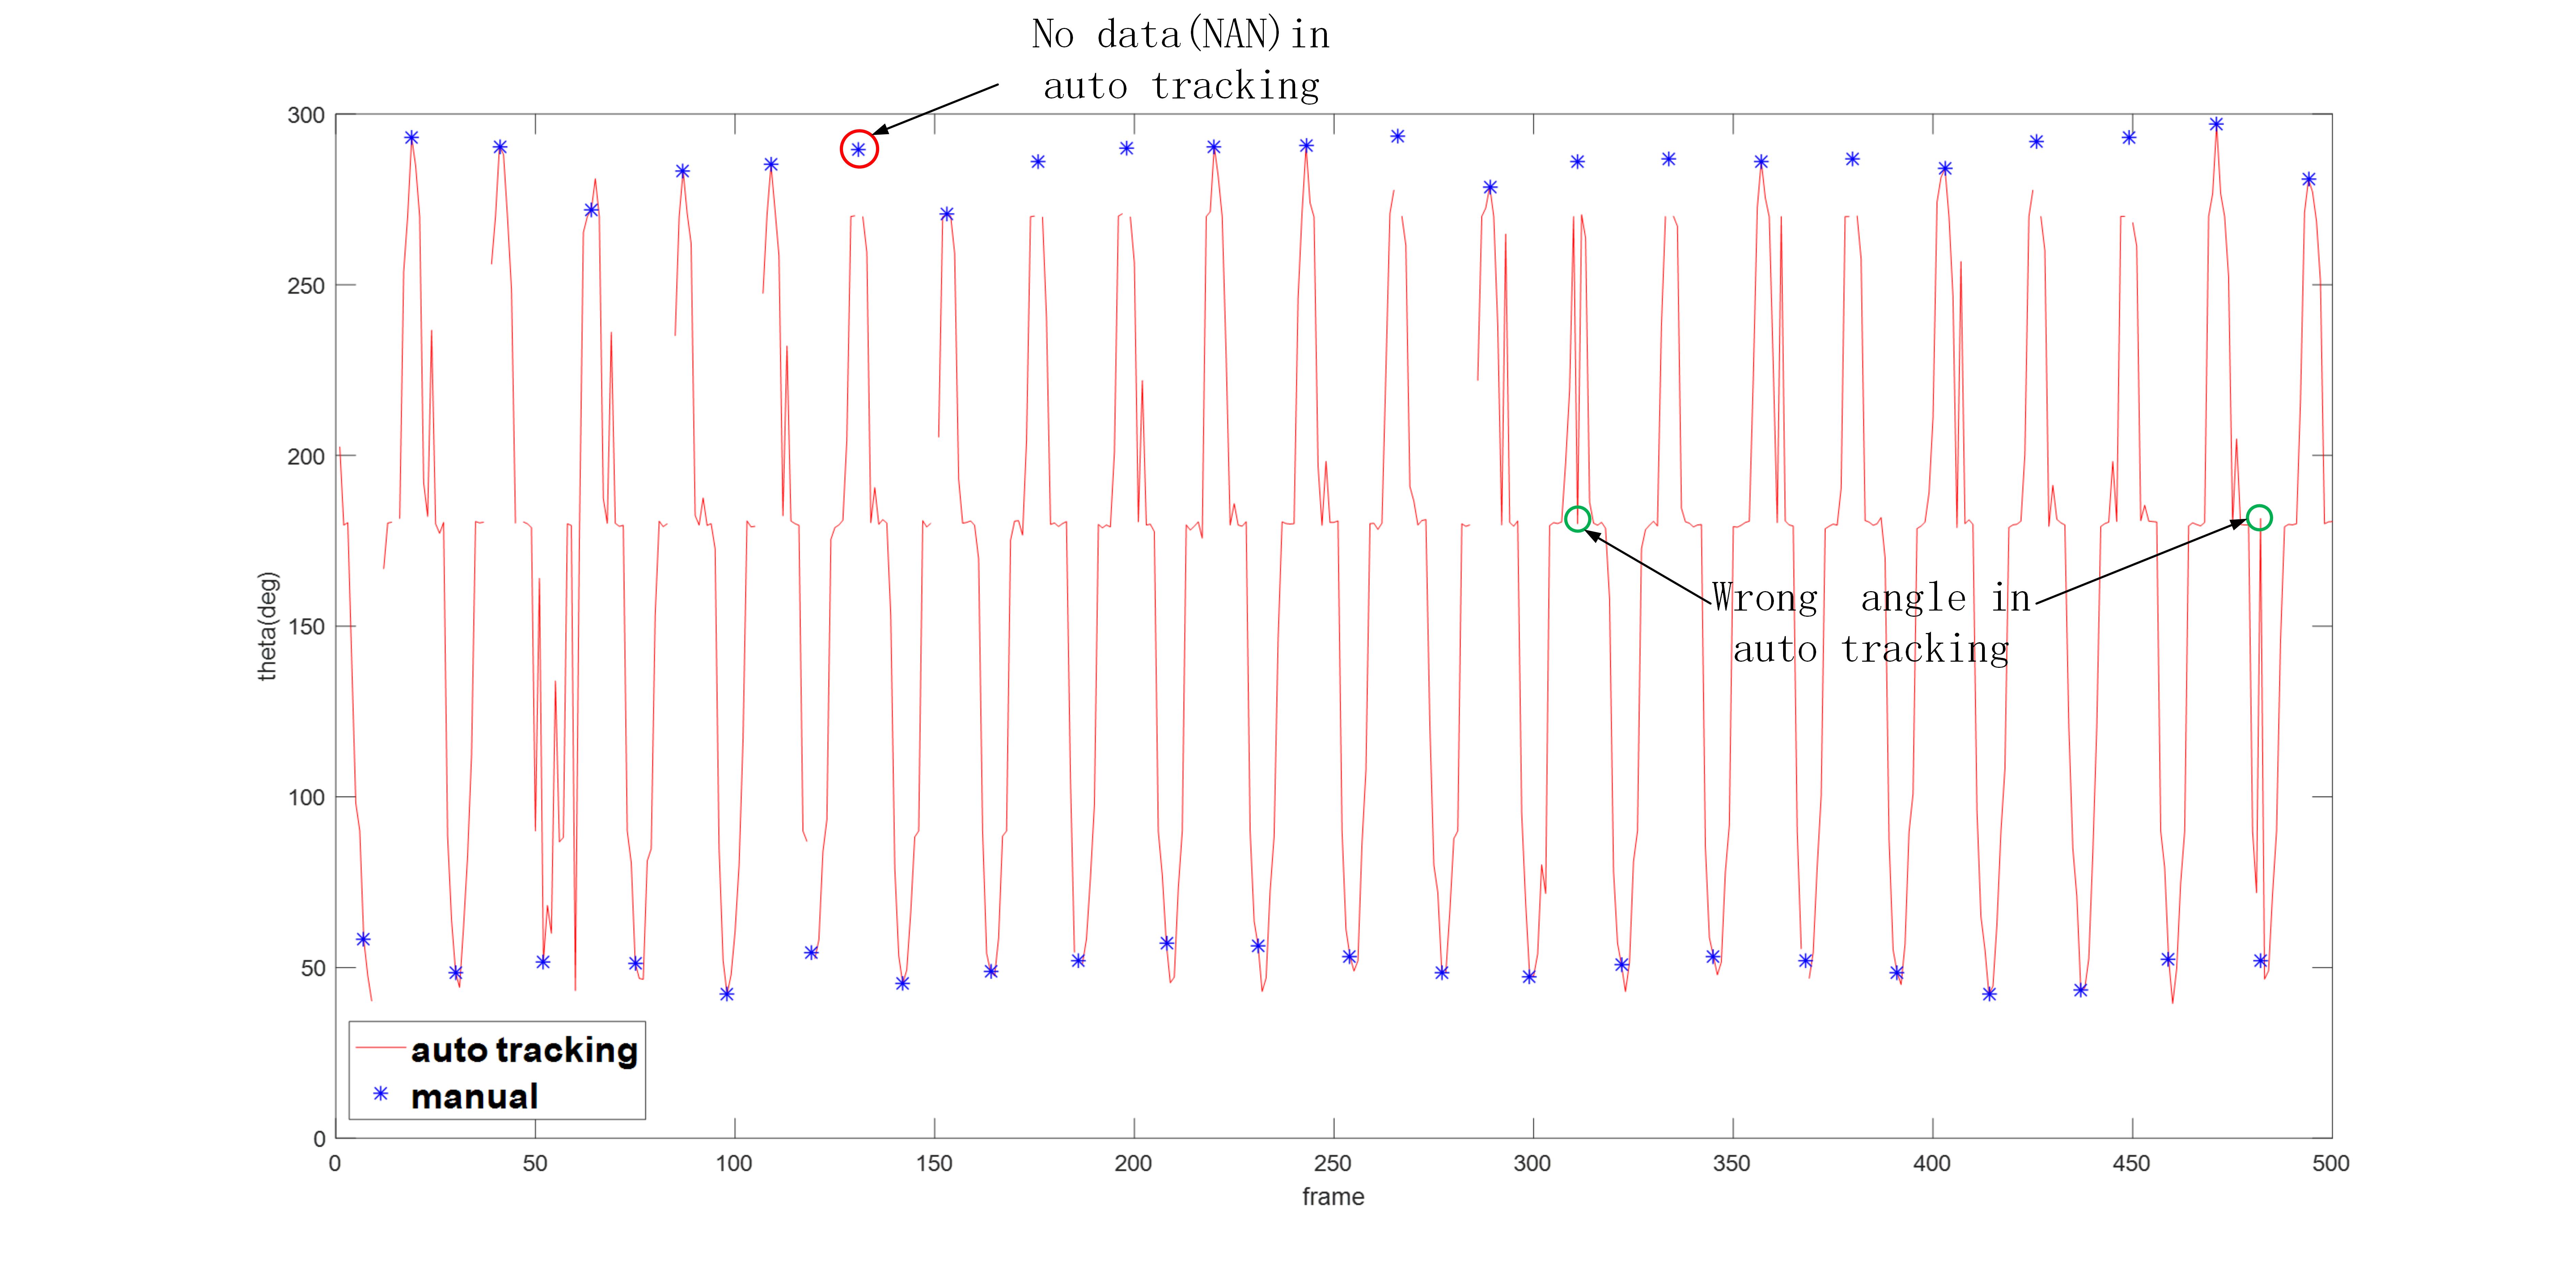 No data(NAN)in
auto tracking
300
250
200
150
100
50
0
theta(deg)
Wrong angle in
auto tracking
auto tracking
manual
0 50 100 150 200 250 300 350 400 450 500
frame